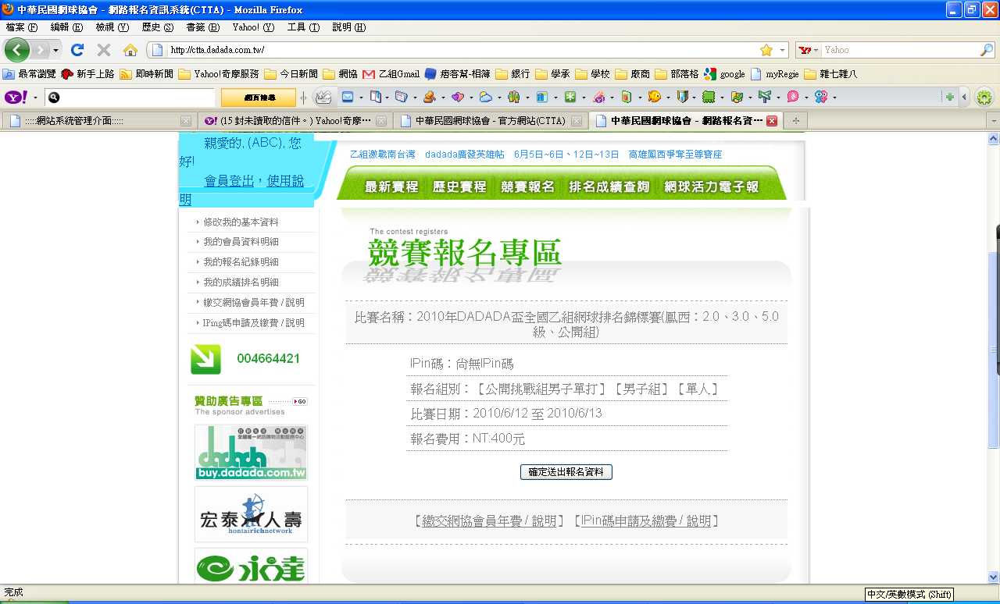 中華民國網球協會 - 網路報名資訊系統(CTTA) - Mozilla Firefox
檔案 (F) 編輯 (E) 檢視 (V) 歷史 (S) 書籤 (B) Yahoo! (Y) 工具 (T) 說明 (H)
http://ctta.dadada.com.tw/
Yahoo
最常瀏覽 新手上路 即時新聞 Yahoo!奇摩服務 今日新聞 網協 乙組Gmail 痞客幫-相簿 銀行 學承 學校 廠商 部落格 google myRegie 雜七雜八
Y! 網頁搜尋
:::::網站系統管理介面:::::
(15 封未讀取的信件。) Yahoo!奇摩…
中華民國網球協會 - 官方網站(CTTA)
中華民國網球協會 - 網路報名資…
親愛的, (ABC), 您
好!
會員登出，使用說
明
乙組激戰南台灣 dadada廣發英雄帖 6月5日~6日、12日~13日 高雄鳳西爭奪至尊寶座
最新賽程 歷史賽程 競賽報名 排名成績查詢 網球活力電子報
修改我的基本資料
我的會員資料明細
我的報名紀錄明細
我的成績排名明細
繳交網協會員年費 / 說明
IPing碼申請及繳費 / 說明
004664421
贊助廣告專區 GO
The sponsor advertises
全國唯一網路購物活動服務中心
dadada
buy.dadada.com.tw
宏泰人壽
hontairichnetwork
永達
The contest registers
競賽報名專區
比賽名稱：2010年DADADA盃全國乙組網球排名錦標賽(鳳西：2.0、3.0、5.0
級、公開組)
IPin碼：尚無IPin碼
報名組別：【公開挑戰組男子單打】【男子組】【單人】
比賽日期：2010/6/12 至 2010/6/13
報名費用：NT:400元
確定送出報名資料
【繳交網協會員年費 / 說明】【IPin碼申請及繳費 / 說明】
完成
中文/英數模式 (Shift)